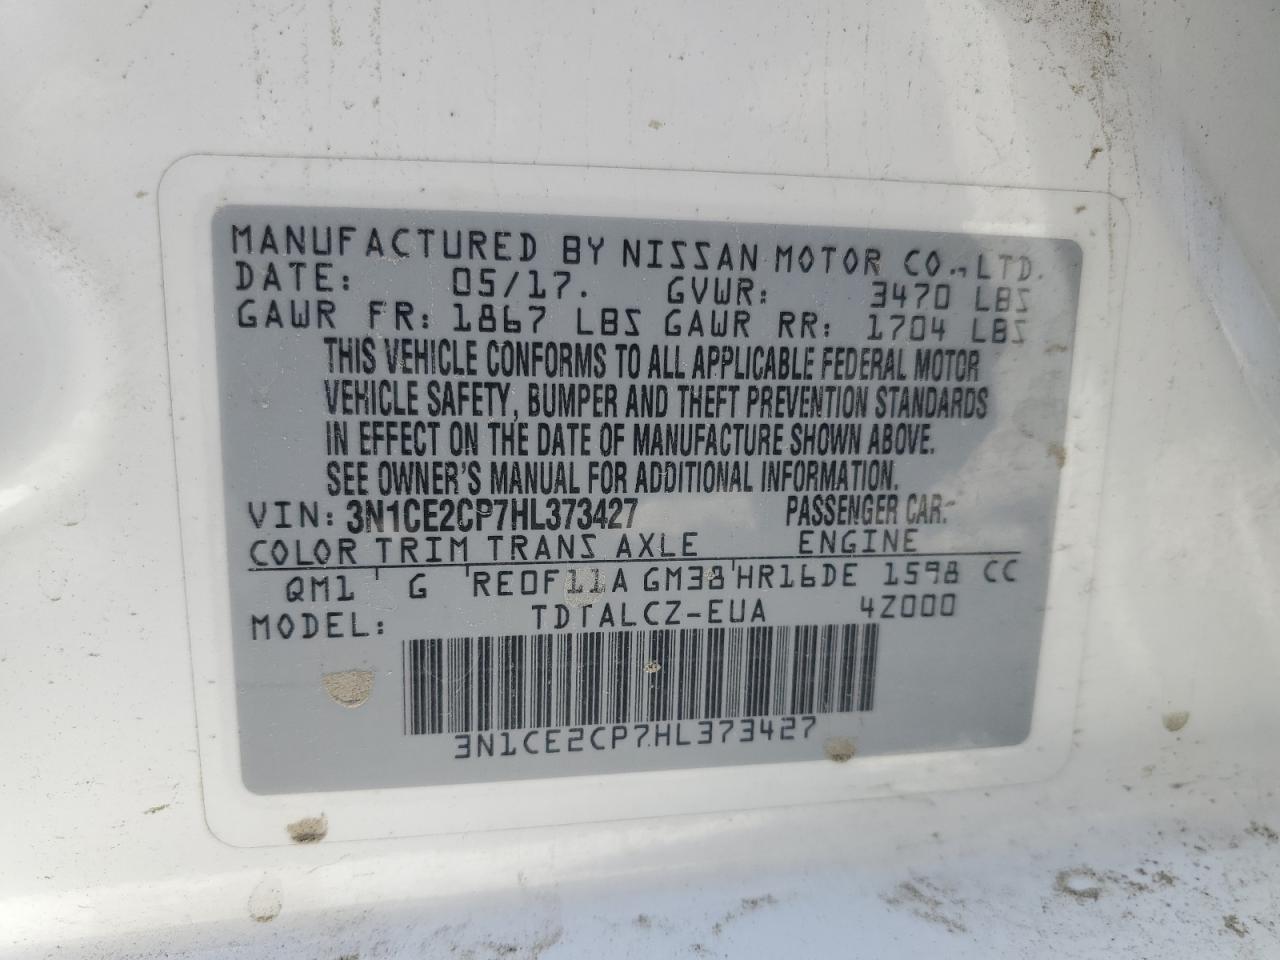 MANUFACTURED BY NISSAN MOTOR CO., LTD.
DATE: 05/17. GVWR: 3470 LBS
GAWR FR: 1867 LBS GAWR RR: 1704 LBS
THIS VEHICLE CONFORMS TO ALL APPLICABLE FEDERAL MOTOR
VEHICLE SAFETY, BUMPER AND THEFT PREVENTION STANDARDS
IN EFFECT ON THE DATE OF MANUFACTURE SHOWN ABOVE.
SEE OWNER'S MANUAL FOR ADDITIONAL INFORMATION.
VIN: 3N1CE2CP7HL373427 PASSENGER CAR
COLOR TRIM TRANS AXLE ENGINE
QM1 G RE0F11A GM38 HR16DE 1598 CC
MODEL: TDTALCZ-EUA 4Z000
3N1CE2CP7HL373427